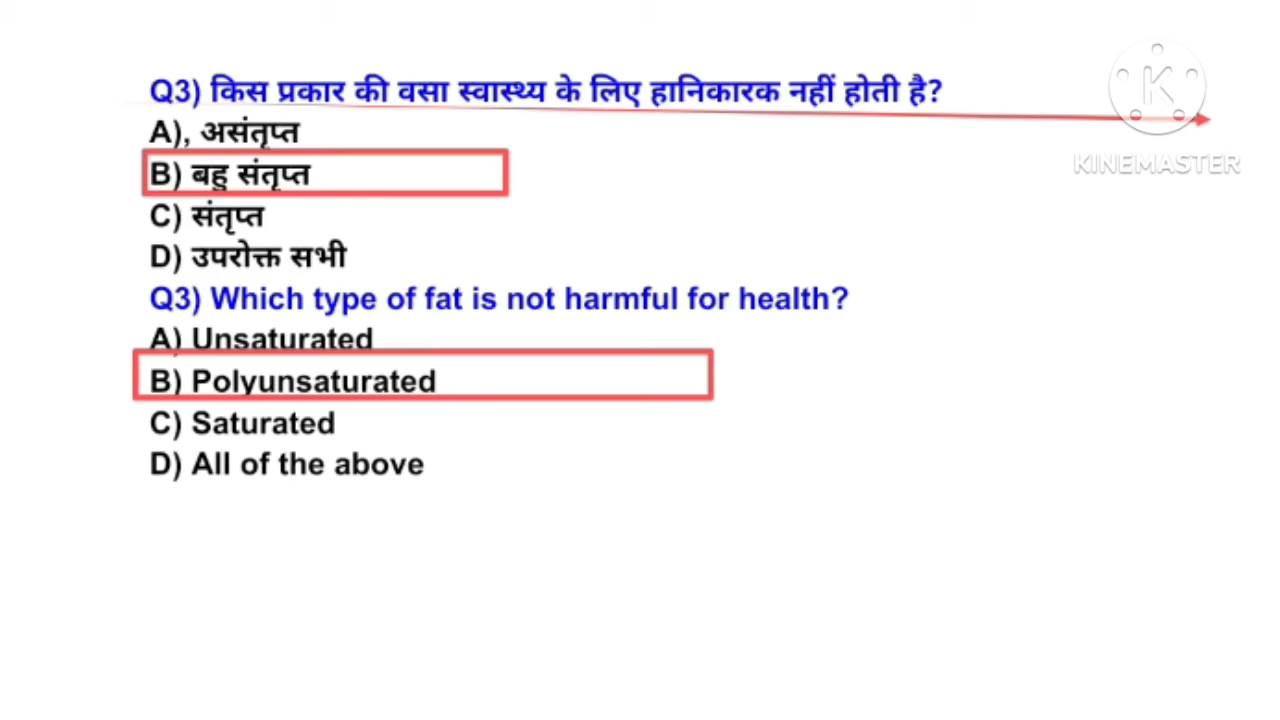 Q3) किस प्रकार की वसा स्वास्थ्य के लिए हानिकारक नहीं होती है?
A), असंतृप्त
B) बहु संतृप्त
C) संतृप्त
D) उपरोक्त सभी
Q3) Which type of fat is not harmful for health?
A) Unsaturated
B) Polyunsaturated
C) Saturated
D) All of the above
K
KINEMASTER